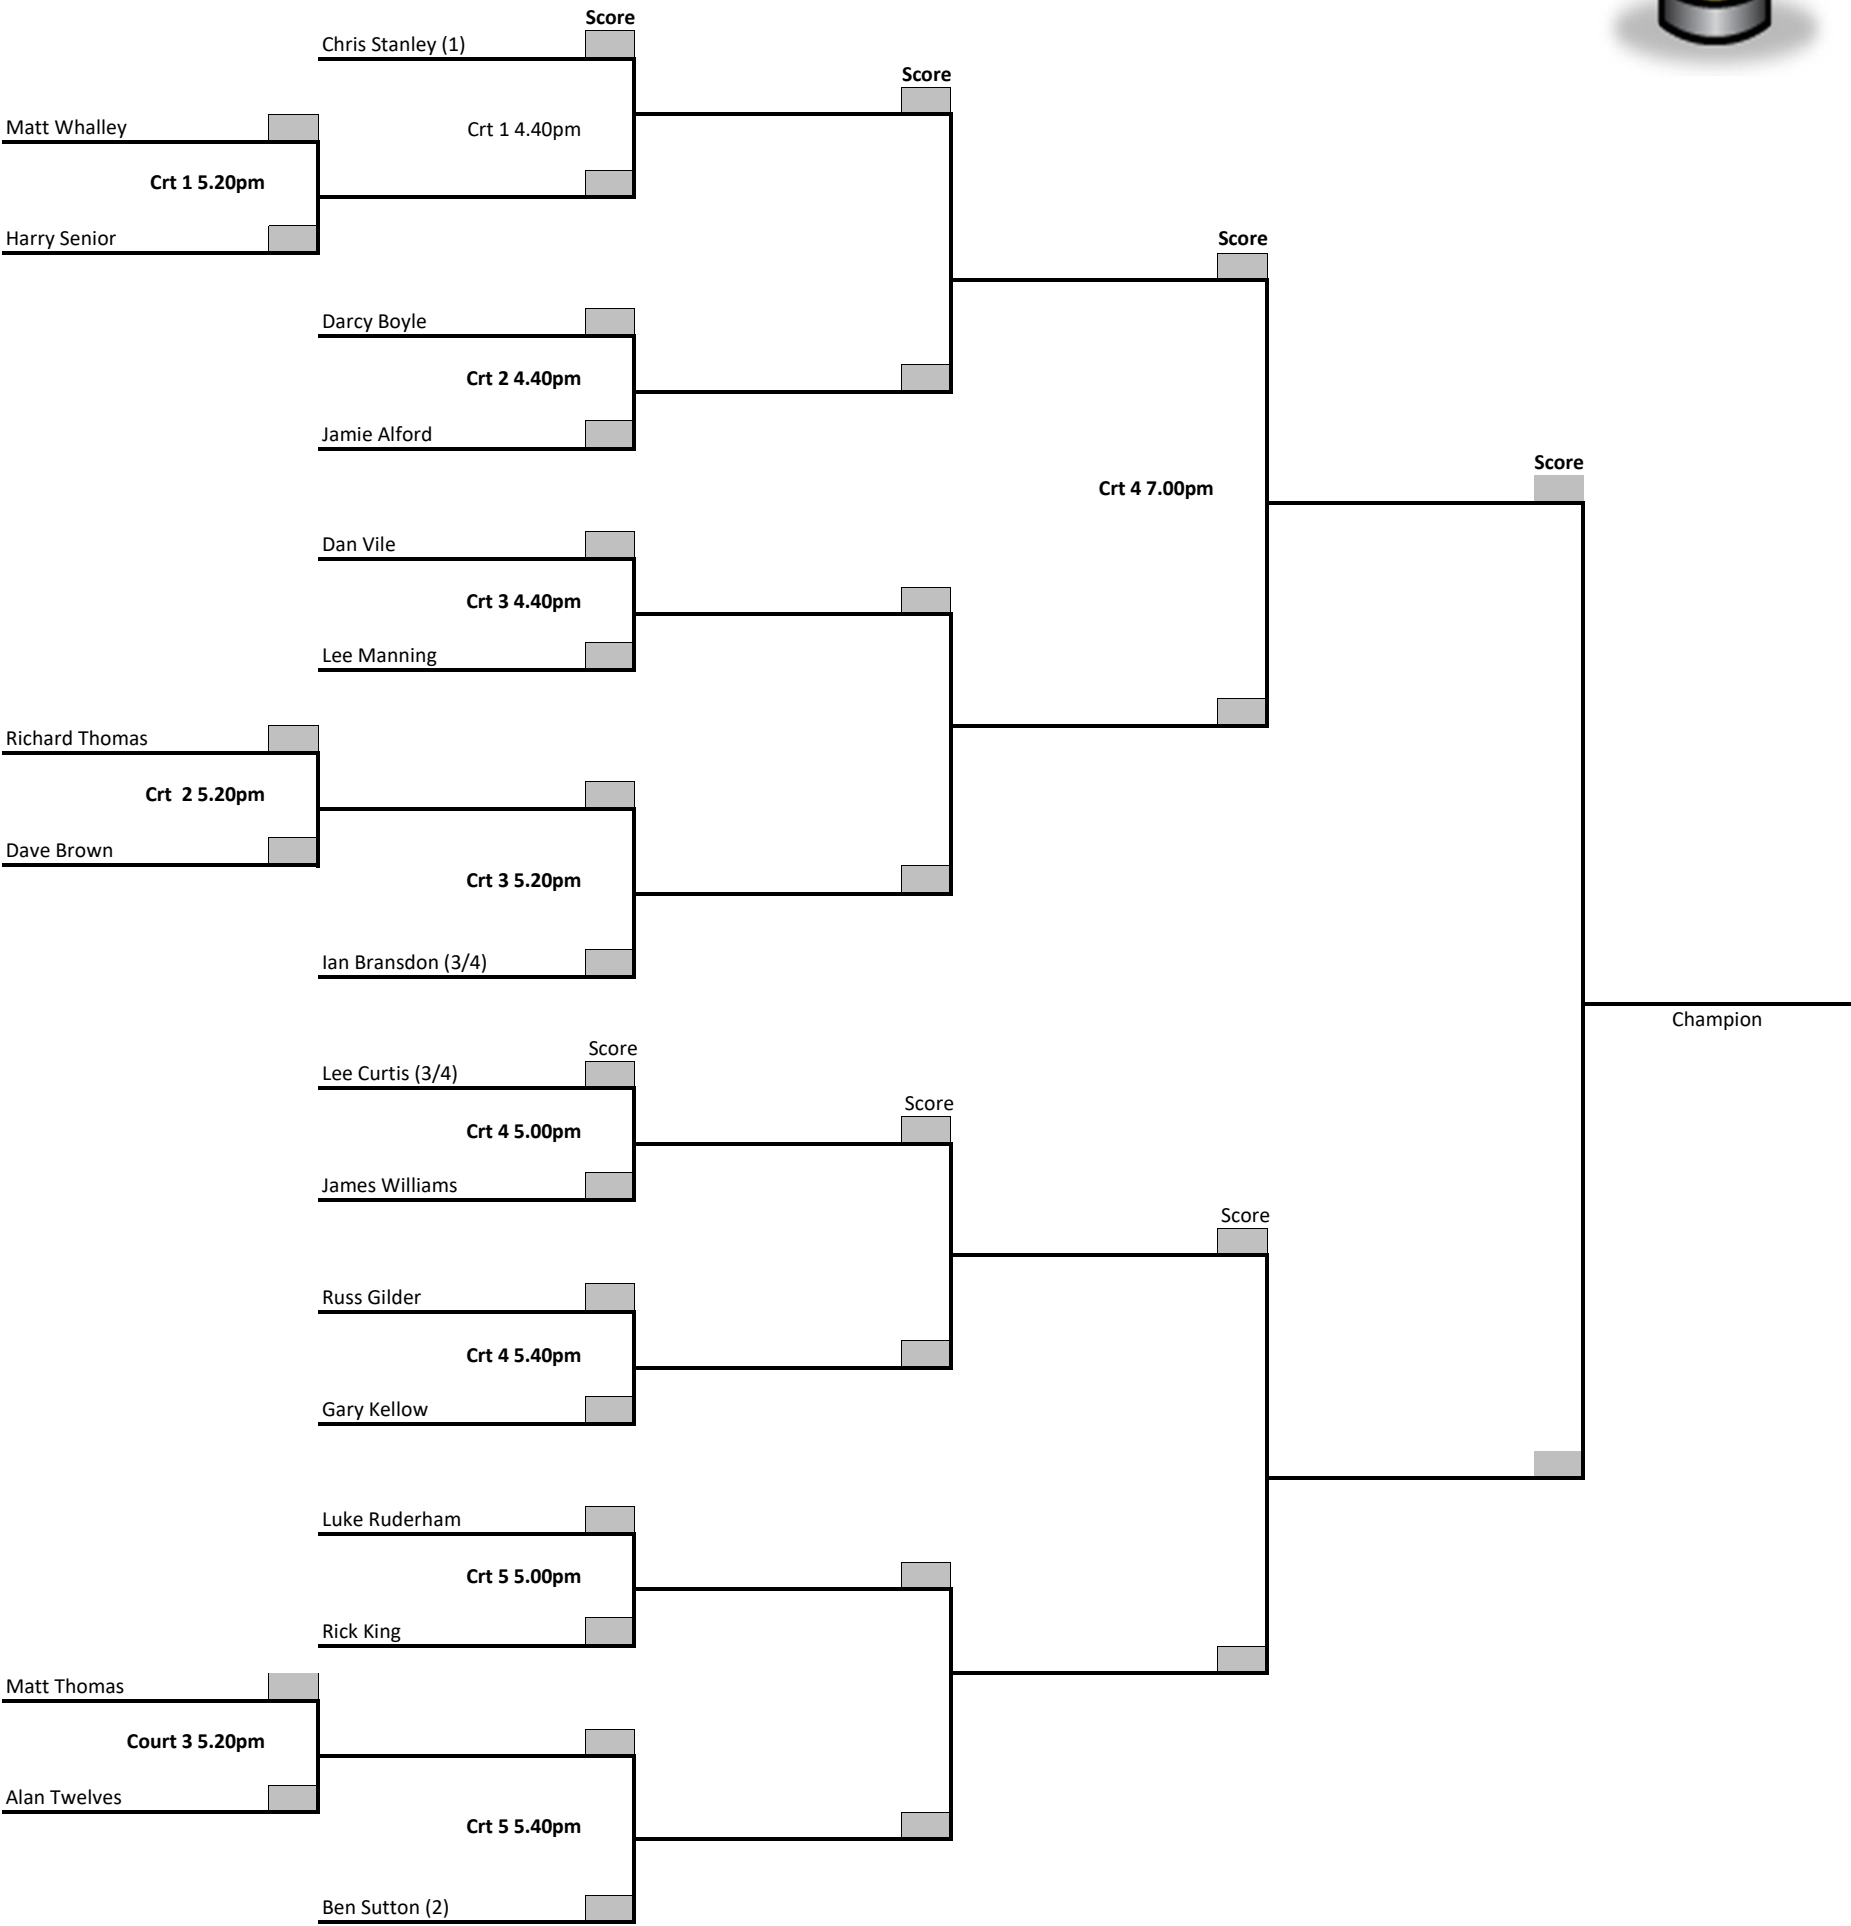 Score
Chris Stanley (1)
Score
Matt Whalley
Crt 1 4.40pm
Crt 1 5.20pm
Harry Senior
Score
Darcy Boyle
Crt 2 4.40pm
Jamie Alford
Score
Crt 4 7.00pm
Dan Vile
Crt 3 4.40pm
Lee Manning
Richard Thomas
Crt  2 5.20pm
Dave Brown
Crt 3 5.20pm
Ian Bransdon (3/4)
Champion
Score
Lee Curtis (3/4)
Score
Crt 4 5.00pm
James Williams
Score
Russ Gilder
Crt 4 5.40pm
Gary Kellow
Luke Ruderham
Crt 5 5.00pm
Rick King
Matt Thomas
Court 3 5.20pm
Alan Twelves
Crt 5 5.40pm
Ben Sutton (2)